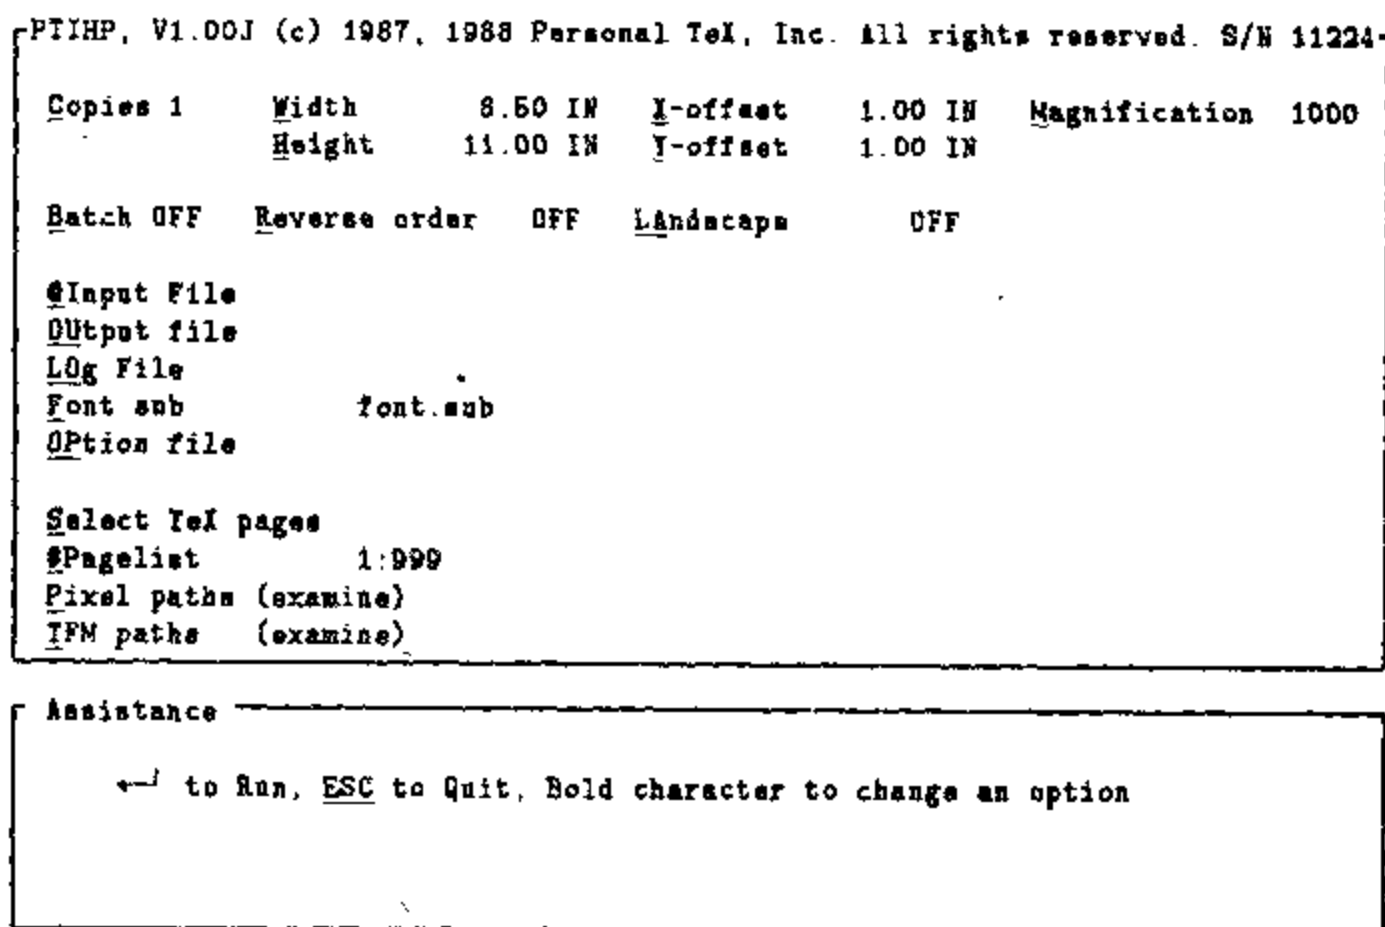 PTIHP, V1.00J (c) 1987, 1988 Personal TeX, Inc. All rights reserved. S/N 11224
Copies 1 Width 8.50 IN X-offset 1.00 IN Magnification 1000
Height 11.00 IN Y-offset 1.00 IN
Batch OFF Reverse order OFF LAndscape OFF
@Input File
OUtput file
LOg File
Font sub font.sub
OPtion file
Select TeX pages
#Pagelist 1:999
Pixel paths (examine)
TFM paths (examine)
Assistance
↵ to Run, ESC to Quit, Bold character to change an option